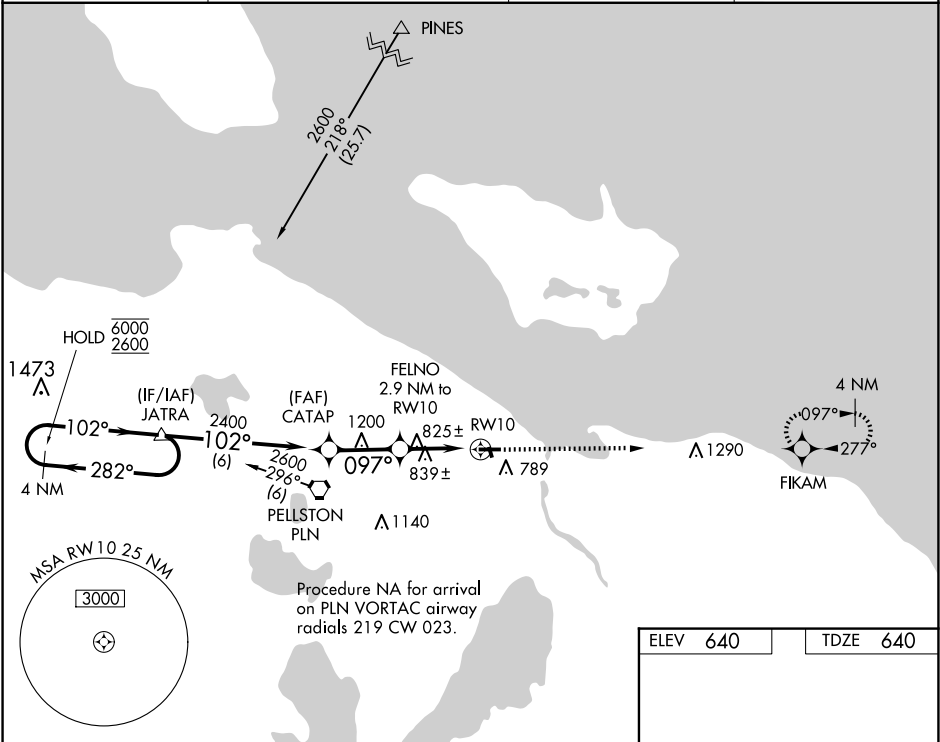 PINES
2600
218°
(25.7)
HOLD 6000
2600
1473
(IF/IAF)
JATRA
102°
282°
4 NM
2400
102°
(6)
2600
296°
(6)
PELLSTON
PLN
(FAF)
CATAP
1200
097°
FELNO
2.9 NM to
RW10
825±
839±
RW10
789
1140
1290
4 NM
097°
277°
FIKAM
MSA RW10 25 NM
3000
Procedure NA for arrival
on PLN VORTAC airway
radials 219 CW 023.
ELEV 640
TDZE 640